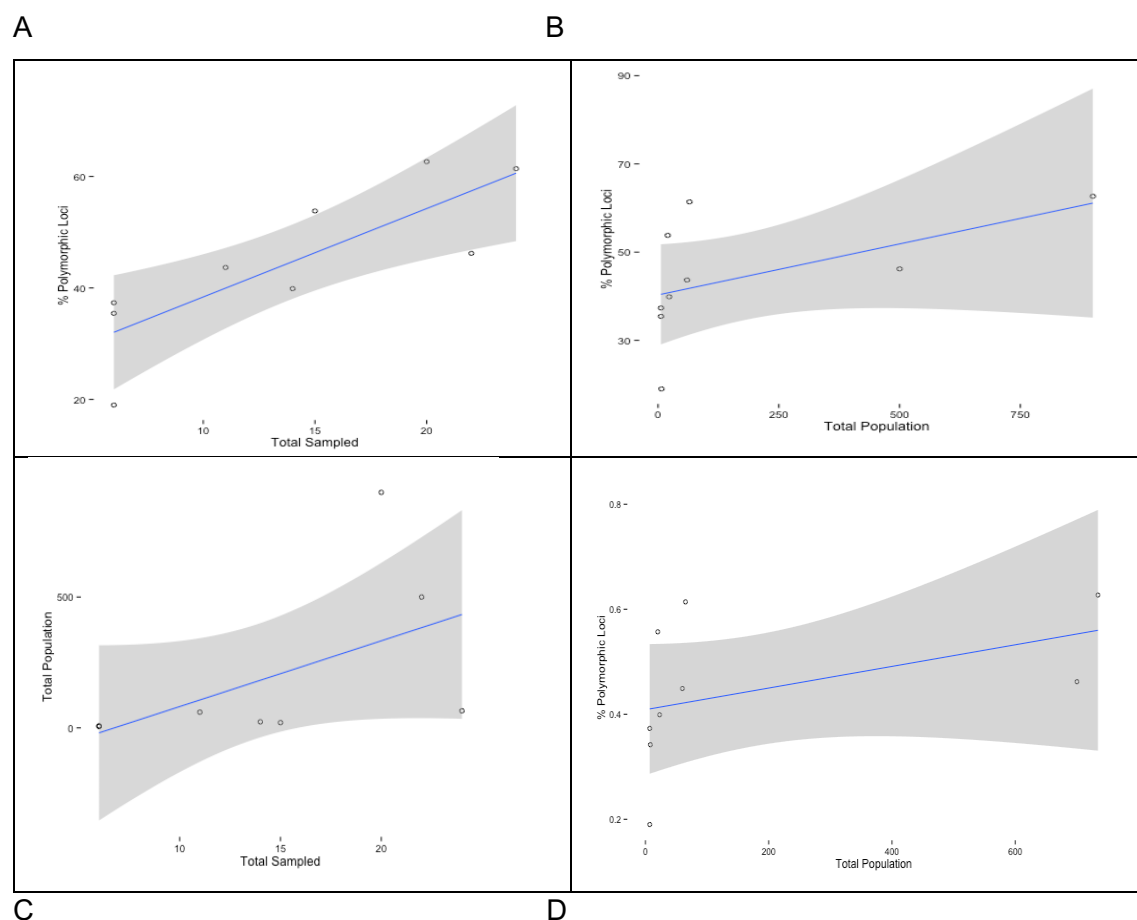 A B
% Polymorphic Loci
60
40
20
10 15 20
Total Sampled
% Polymorphic Loci
90
70
50
30
0 250 500 750
Total Population
Total Population
500
0
10 15 20
Total Sampled
% Polymorphic Loci
0.8
0.6
0.4
0.2
0 200 400 600
Total Population
C D